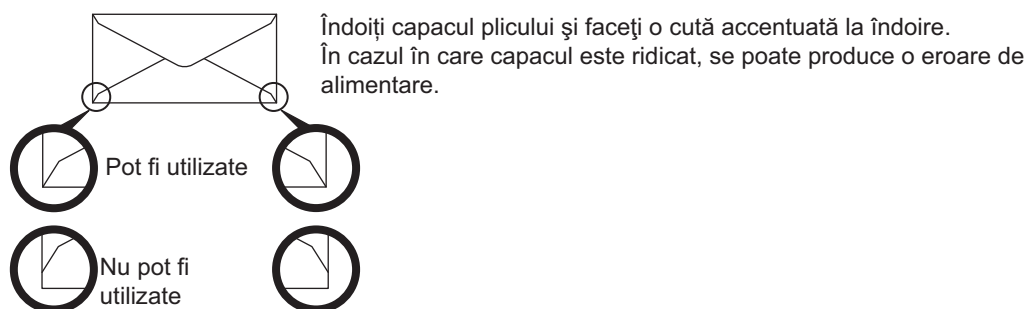 Îndoiți capacul plicului şi faceţi o cută accentuată la îndoire.
În cazul în care capacul este ridicat, se poate produce o eroare de
alimentare.
Pot fi utilizate
Nu pot fi
utilizate